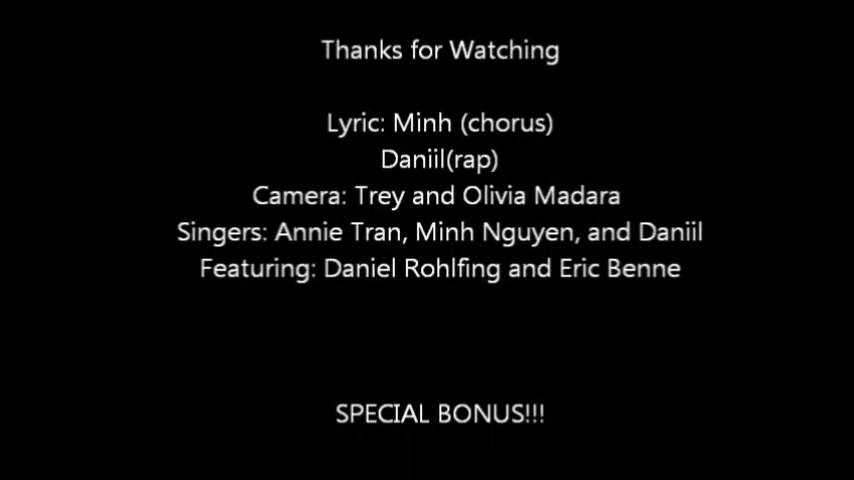 Thanks for Watching
Lyric: Minh (chorus)
Daniil(rap)
Camera: Trey and Olivia Madara
Singers: Annie Tran, Minh Nguyen, and Daniil
Featuring: Daniel Rohlfing and Eric Benne
SPECIAL BONUS!!!